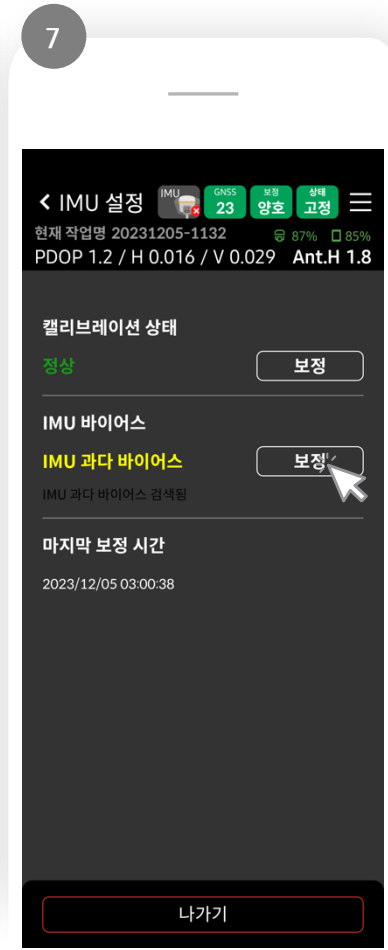 7
IMU 설정
IMU
GNSS
23
보정
양호
상태
고정
현재 작업명 20231205-1132
87%
85%
PDOP 1.2 / H 0.016 / V 0.029 Ant.H 1.8
캘리브레이션 상태
정상
보정
IMU 바이어스
IMU 과다 바이어스
보정
IMU 과다 바이어스 검색됨
마지막 보정 시간
2023/12/05 03:00:38
나가기